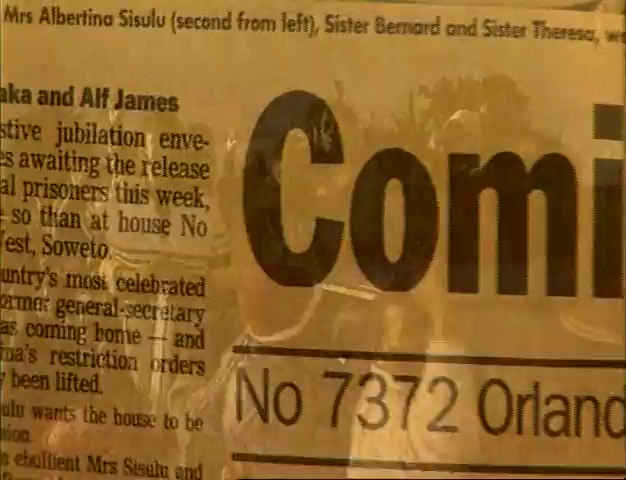 Mrs Albertina Sisulu (second from left), Sister Bernard and Sister Theresa,
aka and Alf James
stive jubilation enve-
s awaiting the release
al prisoners this week,
so than at house No
est, Soweto.
untry's most celebrated
ormer general-secretary
as coming home — and
na's restriction orders
been lifted.
ulu wants the house to be
sion.
s ebullient Mrs Sisulu and
Comi
No 7372 Orland